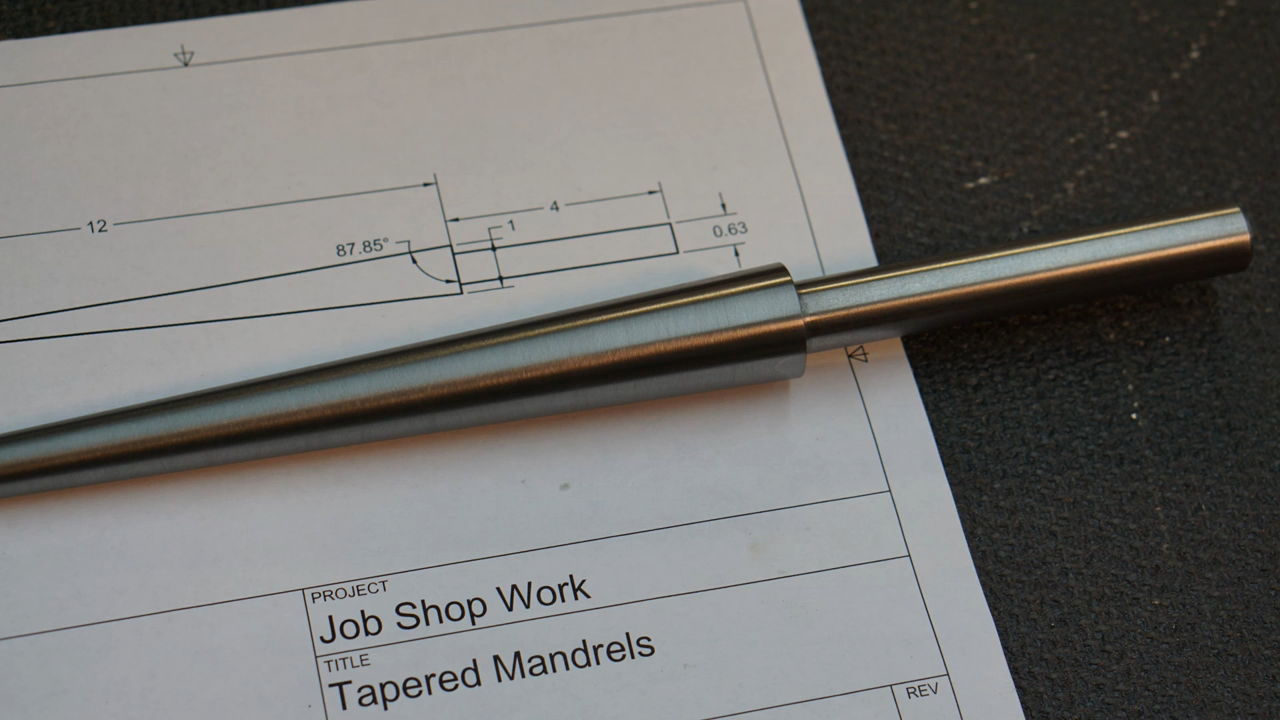 12
4
1
87.85°
0.63
PROJECT
Job Shop Work
TITLE
Tapered Mandrels
REV